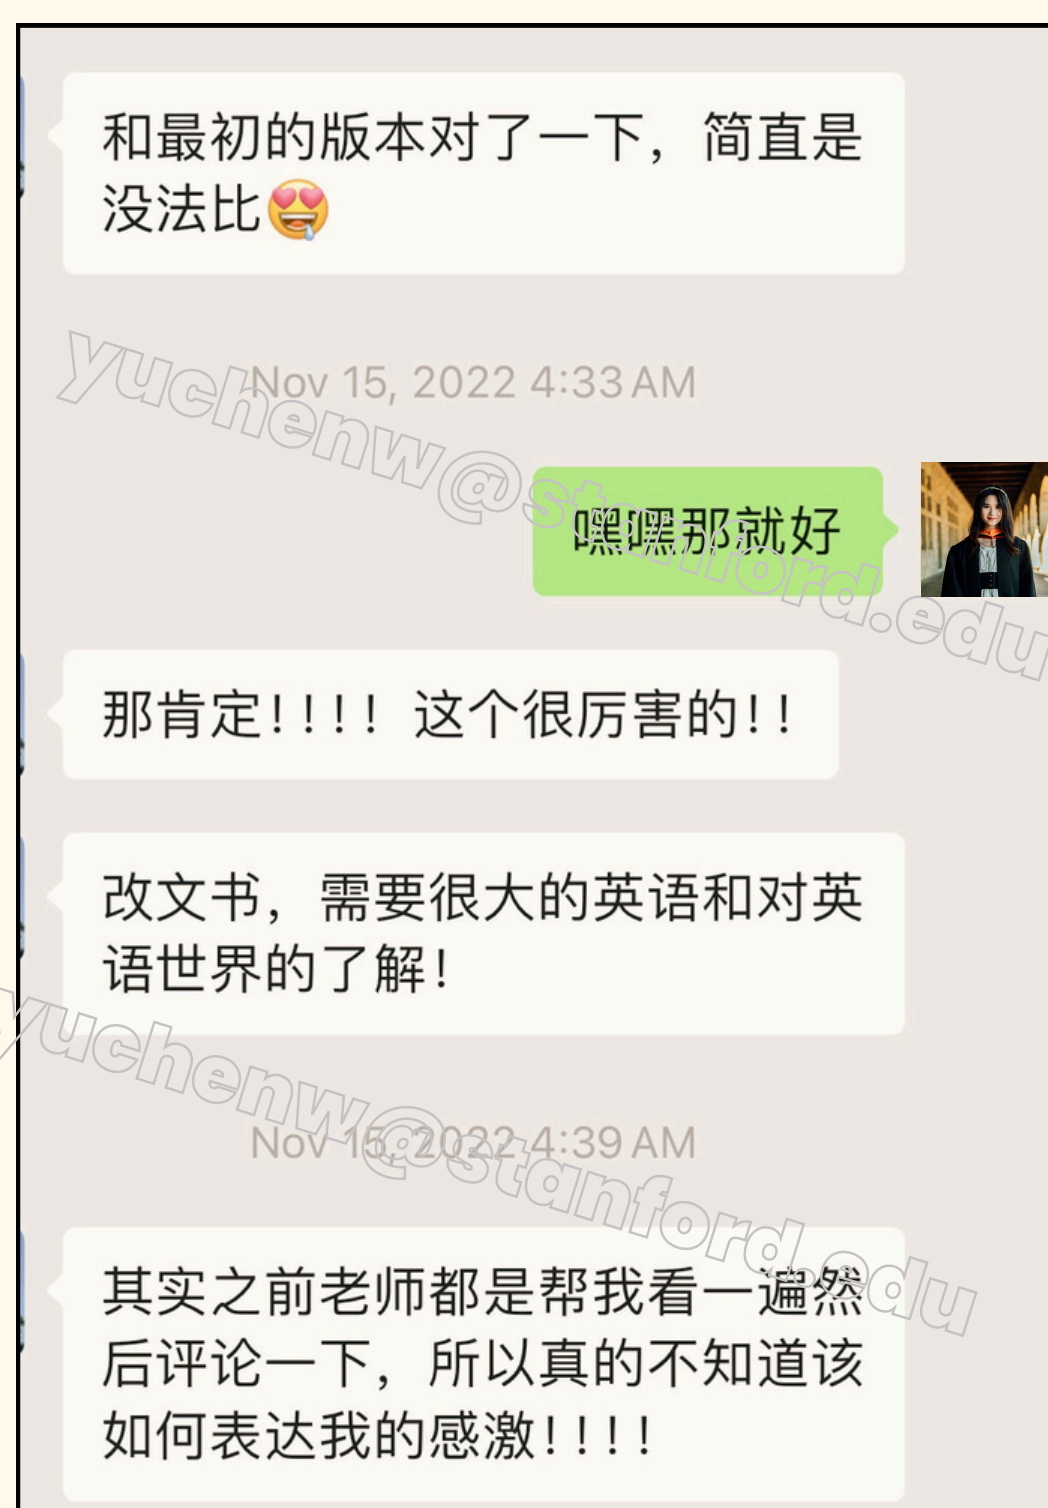 和最初的版本对了一下，简直是
没法比🤤
Nov 15, 2022 4:33 AM
yuchenw@stanford.edu
嘿嘿那就好
那肯定！！！！这个很厉害的！！
改文书，需要很大的英语和对英
语世界的了解！
yuchenw@stanford.edu
Nov 15, 2022 4:39 AM
其实之前老师都是帮我看一遍然
后评论一下，所以真的不知道该
如何表达我的感激！！！！